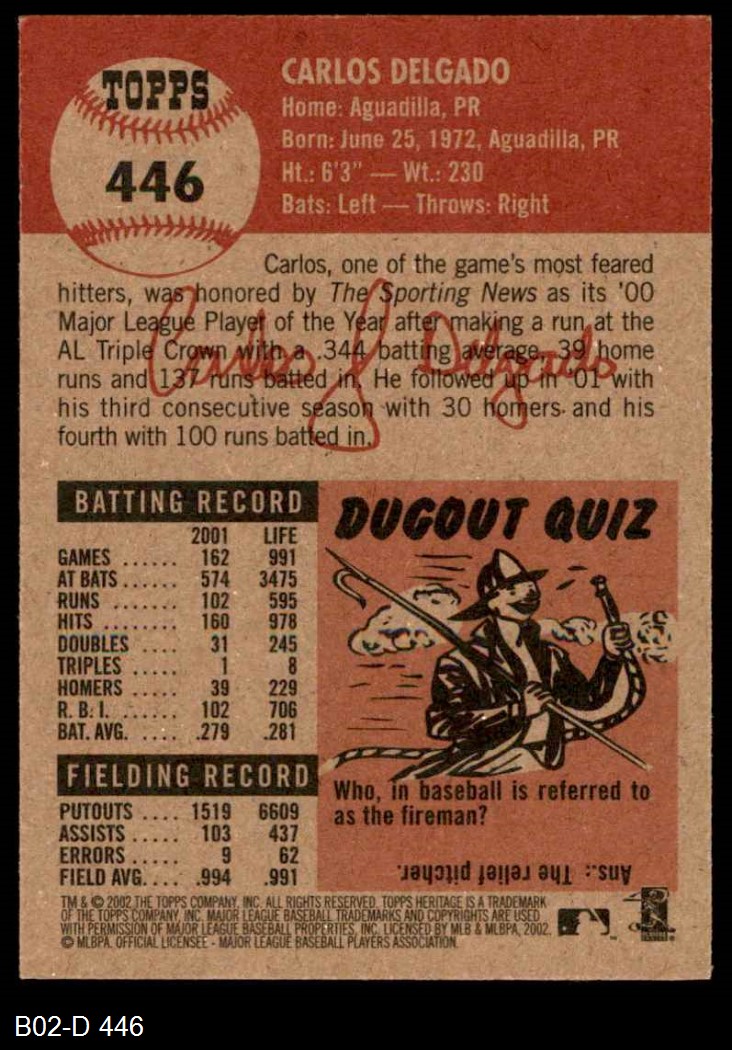 TOPPS
446
CARLOS DELGADO
Home: Aguadilla, PR
Born: June 25, 1972, Aguadilla, PR
Ht.: 6'3" — Wt.: 230
Bats: Left — Throws: Right
Carlos, one of the game's most feared
hitters, was honored by The Sporting News as its '00
Major League Player of the Year after making a run at the
AL Triple Crown with a .344 batting average, 39 home
runs and 137 runs batted in. He followed up in '01 with
his third consecutive season with 30 homers and his
fourth with 100 runs batted in.
Carlos J Delgado
BATTING RECORD
2001 LIFE
GAMES ...... 162 991
AT BATS ..... 574 3475
RUNS ....... 102 595
HITS ........ 160 978
DOUBLES .... 31 245
TRIPLES ..... 1 8
HOMERS .... 39 229
R. B. I. ...... 102 706
BAT. AVG. .... .279 .281
FIELDING RECORD
PUTOUTS .... 1519 6609
ASSISTS ..... 103 437
ERRORS ..... 9 62
FIELD AVG.... .994 .991
DUGOUT QUIZ
Who, in baseball is referred to
as the fireman?
Ans.: The relief pitcher.
TM & © 2002 THE TOPPS COMPANY, INC. ALL RIGHTS RESERVED. TOPPS HERITAGE IS A TRADEMARK
OF THE TOPPS COMPANY, INC. MAJOR LEAGUE BASEBALL TRADEMARKS AND COPYRIGHTS ARE USED
WITH PERMISSION OF MAJOR LEAGUE BASEBALL PROPERTIES, INC. LICENSED BY MLB & MLBPA, 2002.
© MLBPA. OFFICIAL LICENSEE - MAJOR LEAGUE BASEBALL PLAYERS ASSOCIATION.
B02-D 446